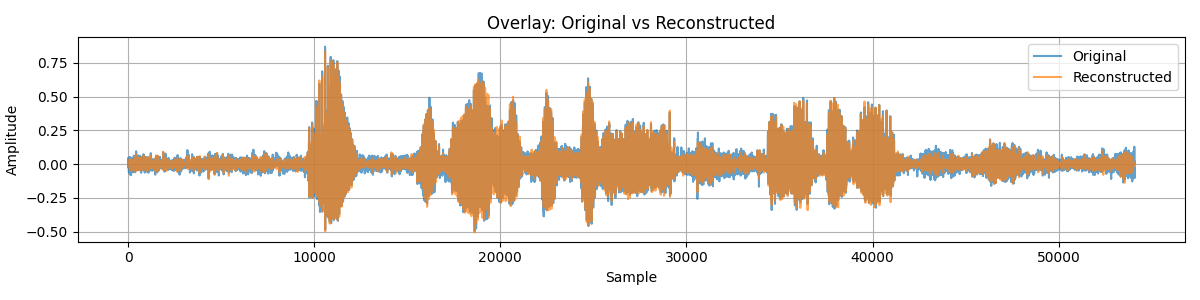 Overlay: Original vs Reconstructed
Original
Reconstructed
Amplitude
0.75
0.50
0.25
0.00
−0.25
−0.50
0 10000 20000 30000 40000 50000
Sample